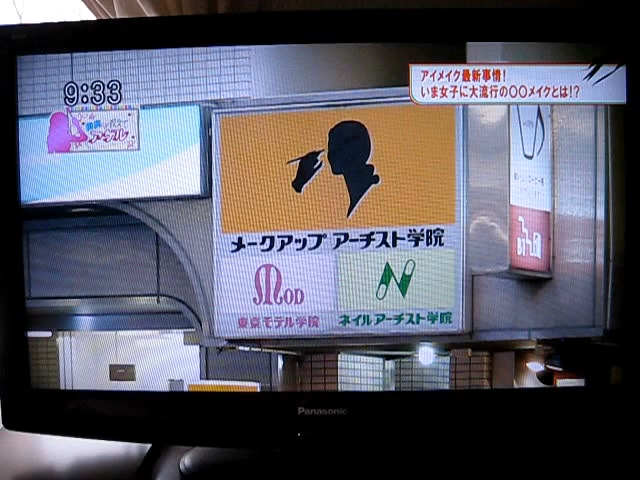 9:33
アイメイク最新事情!
いま女子に大流行の〇〇メイクとは!?
メークアップ アーチスト学院
MOD
東京モデル学院
N
ネイルアーチスト学院
Panasonic